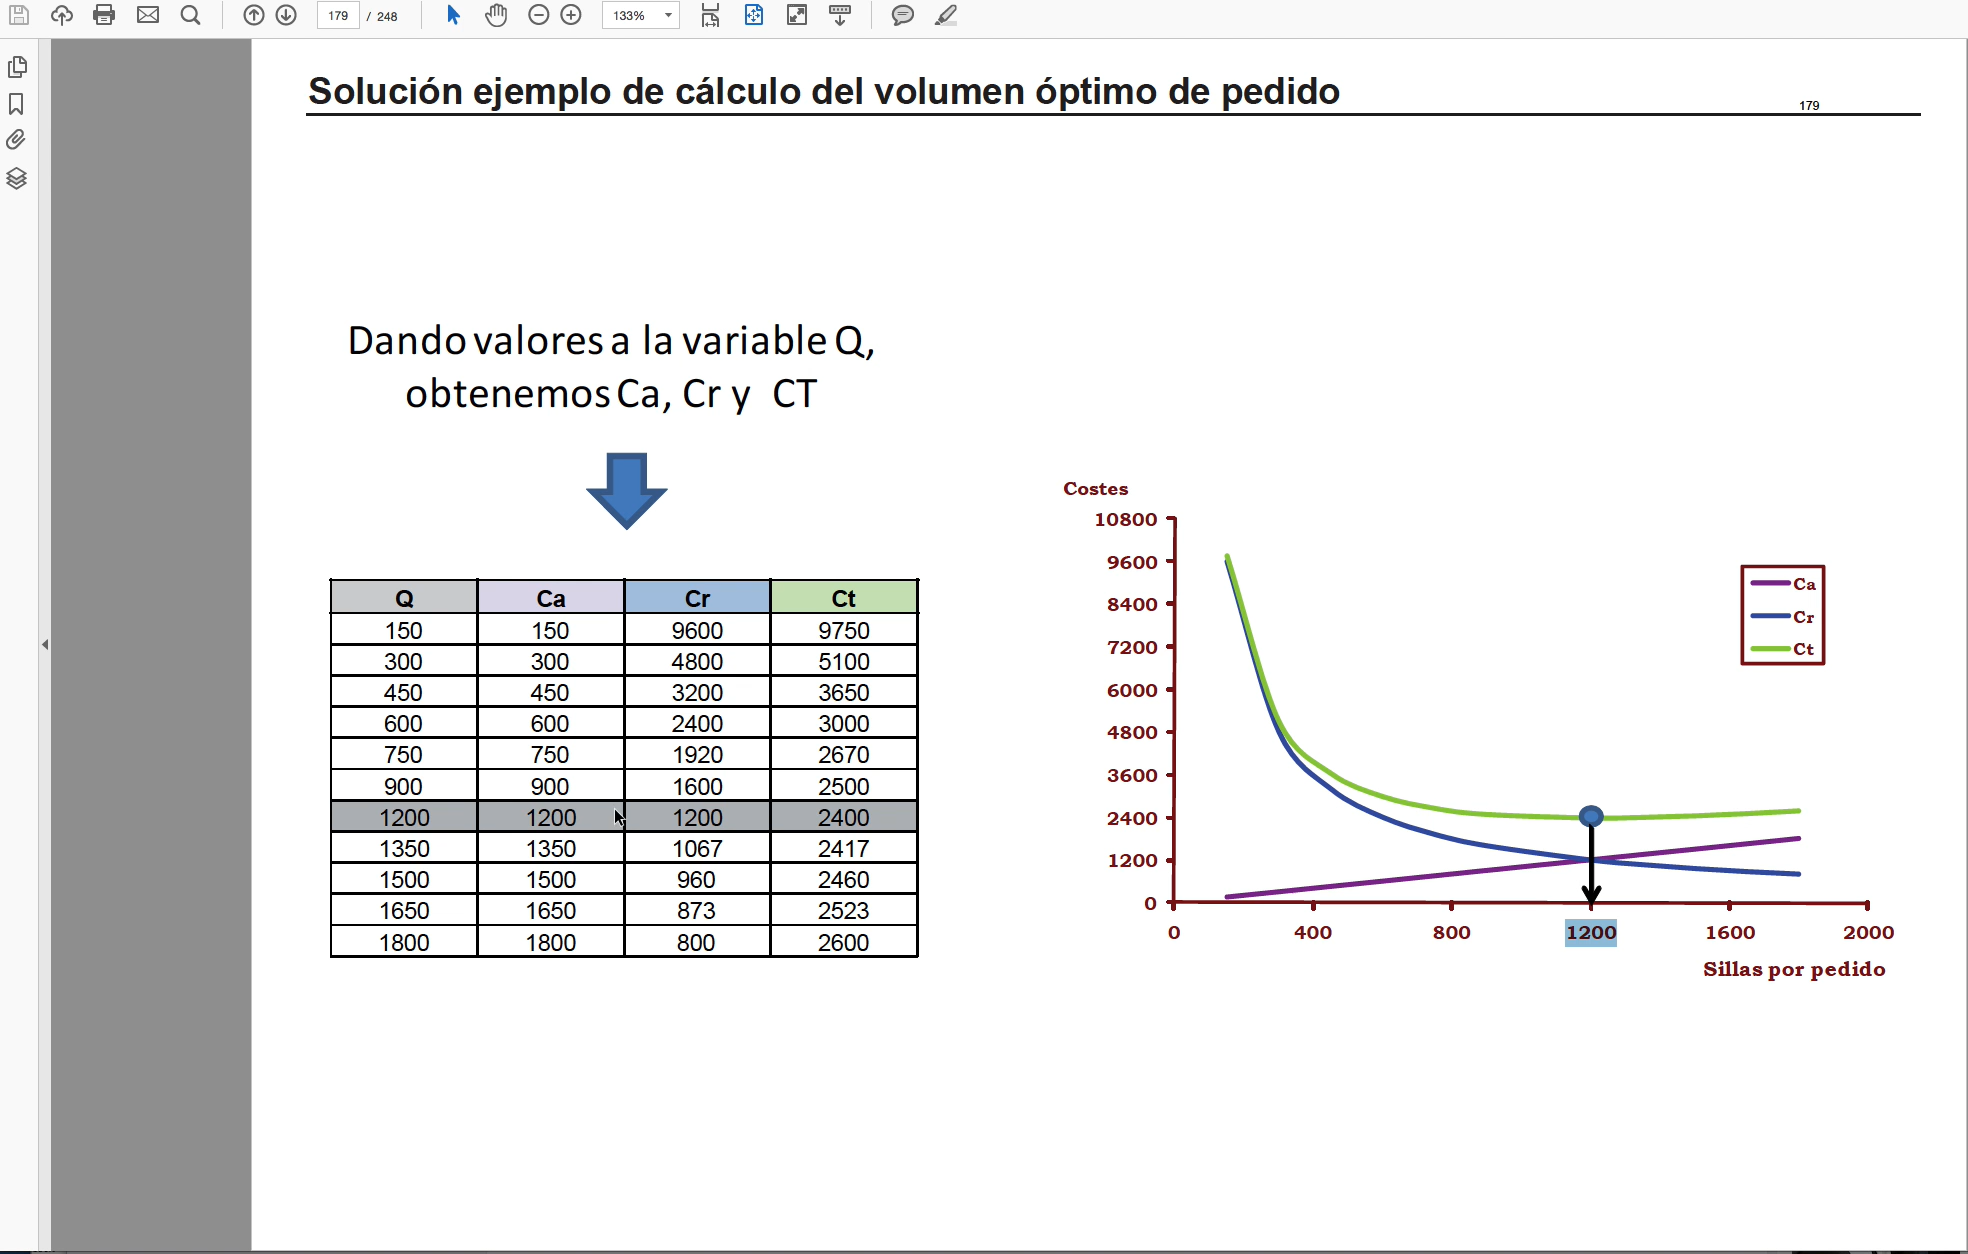 179 / 248
133%
Solución ejemplo de cálculo del volumen óptimo de pedido
179
Dando valores a la variable Q,
obtenemos Ca, Cr y CT
Q Ca Cr Ct
150 150 9600 9750
300 300 4800 5100
450 450 3200 3650
600 600 2400 3000
750 750 1920 2670
900 900 1600 2500
1200 1200 1200 2400
1350 1350 1067 2417
1500 1500 960 2460
1650 1650 873 2523
1800 1800 800 2600
Costes
10800
9600
8400
7200
6000
4800
3600
2400
1200
0
0 400 800 1200 1600 2000
Sillas por pedido
Ca
Cr
Ct